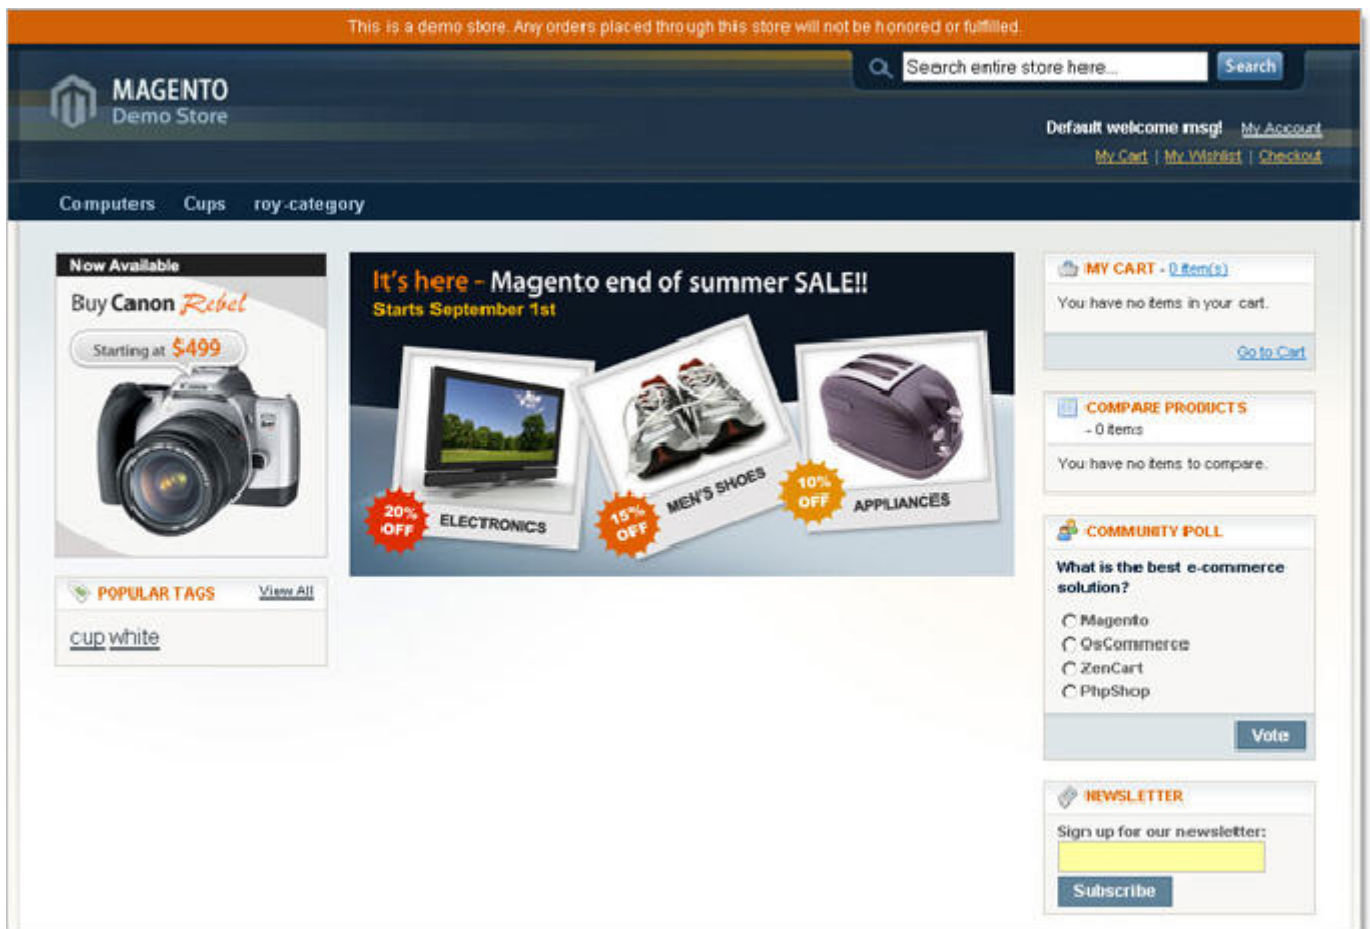 This is a demo store. Any orders placed through this store will not be honored or fulfilled.
Search entire store here...
Search
MAGENTO
Demo Store
Default welcome msg! My Account
My Cart | My Wishlist | Checkout
Computers Cups roy-category
Now Available
Buy Canon Rebel
Starting at $499
Canon
It's here - Magento end of summer SALE!!
Starts September 1st
20%
OFF
ELECTRONICS
15%
OFF
MEN'S SHOES
10%
OFF
APPLIANCES
POPULAR TAGS View All
cup white
MY CART - 0 item(s)
You have no items in your cart.
Go to Cart
COMPARE PRODUCTS
- 0 items
You have no items to compare.
COMMUNITY POLL
What is the best e-commerce
solution?
Magento
OsCommerce
ZenCart
PhpShop
Vote
NEWSLETTER
Sign up for our newsletter:
Subscribe